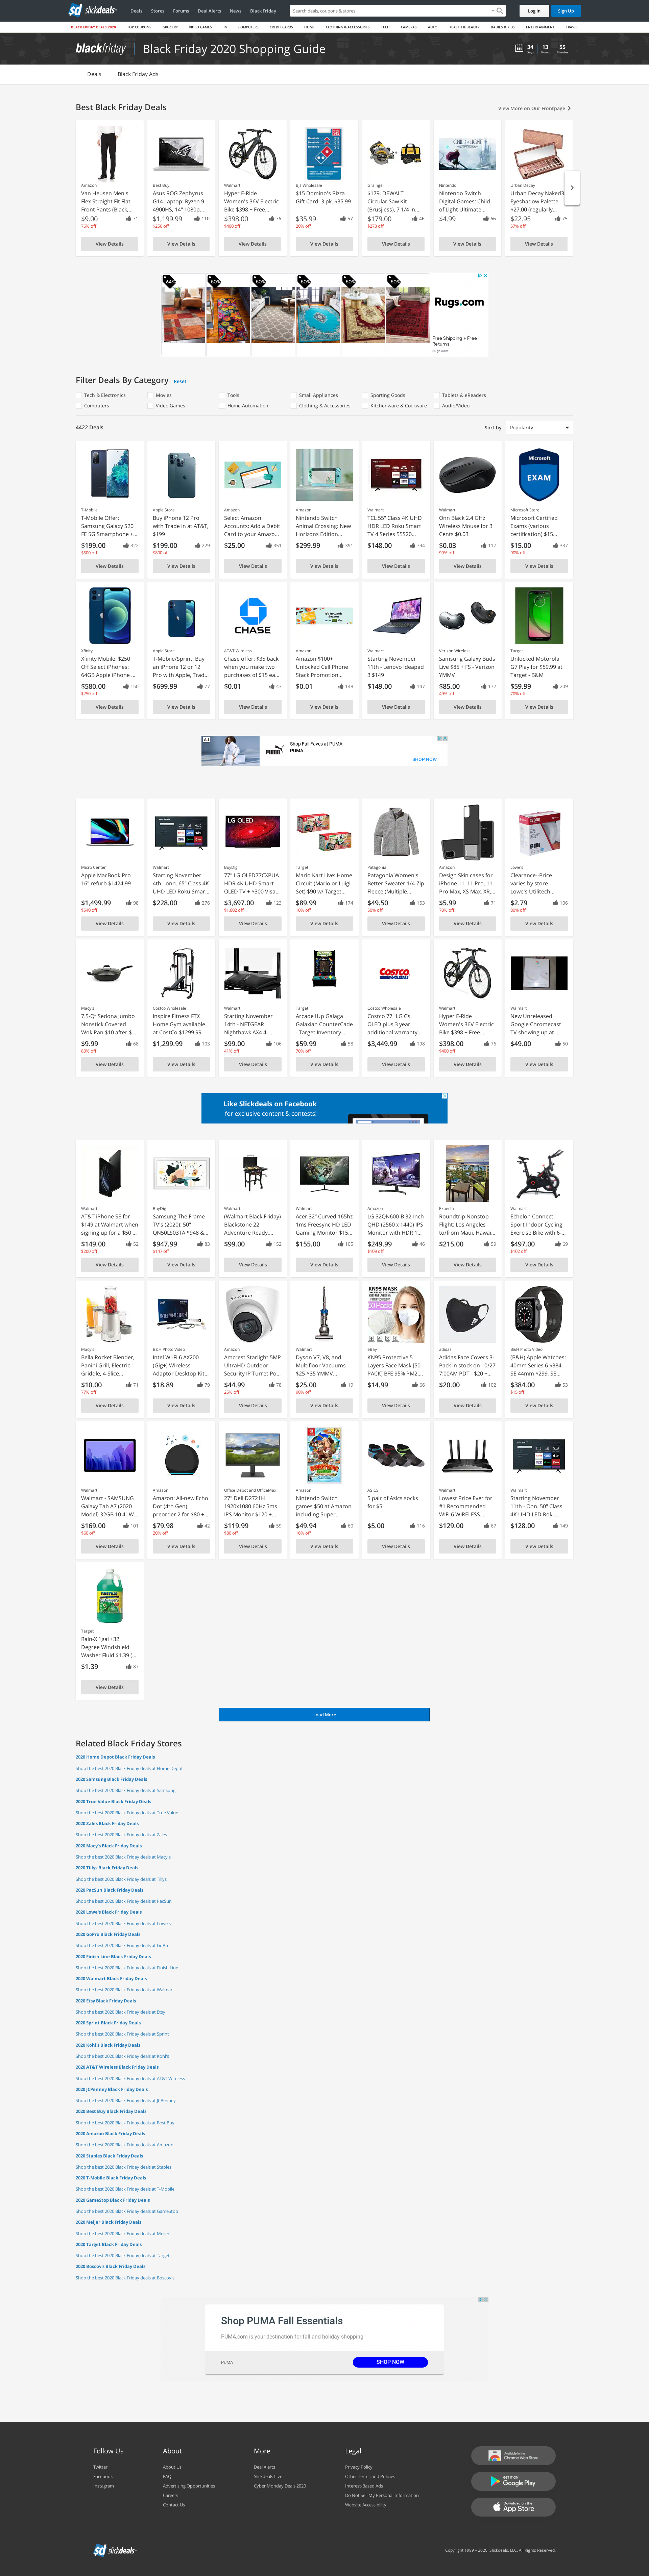 slickdeals
Deals
Stores
Forums
Deal Alerts
News
Black Friday
Search deals, coupons & stores
Log In
Sign Up
BLACK FRIDAY DEALS 2020
TOP COUPONS
GROCERY
VIDEO GAMES
TV
COMPUTERS
CREDIT CARDS
HOME
CLOTHING & ACCESSORIES
TECH
CAMERAS
AUTO
HEALTH & BEAUTY
BABIES & KIDS
ENTERTAINMENT
TRAVEL
blackfriday
Black Friday 2020 Shopping Guide
34 Days
13 Hours
55 Minutes
Deals
Black Friday Ads
Best Black Friday Deals
View More on Our Frontpage
Amazon
Van Heusen Men's Flex Straight Fit Flat Front Pants (Black,...
$9.00
71
76% off
View Details
Best Buy
Asus ROG Zephyrus G14 Laptop: Ryzen 9 4900HS, 14" 1080p...
$1,199.99
116
$250 off
View Details
Walmart
Hyper E-Ride Women's 36V Electric Bike $398 + Free...
$398.00
76
$400 off
View Details
BJs Wholesale
$15 Domino's Pizza Gift Card, 3 pk. $35.99
$35.99
57
20% off
View Details
Grainger
$179, DEWALT Circular Saw Kit (Brushless), 7 1/4 in...
$179.00
46
$273 off
View Details
Nintendo
Nintendo Switch Digital Games: Child of Light Ultimate...
$4.99
66
View Details
Urban Decay
Urban Decay Naked3 Eyeshadow Palette $27.00 (regularly...
$22.95
75
57% off
View Details
Rugs.com
Free Shipping + Free Returns
Rugs.com
Filter Deals By Category
Reset
Tech & Electronics
Movies
Tools
Small Appliances
Sporting Goods
Tablets & eReaders
Computers
Video Games
Home Automation
Clothing & Accessories
Kitchenware & Cookware
Audio/Video
4422 Deals
Sort by
Popularity
T-Mobile
T-Mobile Offer: Samsung Galaxy S20 FE 5G Smartphone +...
$199.00
322
$500 off
View Details
Apple Store
Buy iPhone 12 Pro with Trade in at AT&T, $199
$199.00
229
$800 off
View Details
Amazon
Select Amazon Accounts: Add a Debit Card to your Amazo...
$25.00
351
View Details
Amazon
Nintendo Switch Animal Crossing: New Horizons Edition...
$299.99
391
View Details
Walmart
TCL 55" Class 4K UHD HDR LED Roku Smart TV 4 Series 55S20...
$148.00
794
View Details
Walmart
Onn Black 2.4 GHz Wireless Mouse for 3 Cents $0.03
$0.03
117
99% off
View Details
Microsoft
EXAM
Microsoft Store
Microsoft Certified Exams (various certification) $15...
$15.00
337
90% off
View Details
Xfinity
Xfinity Mobile: $250 Off Select iPhones: 64GB Apple iPhone...
$580.00
150
$250 off
View Details
Apple Store
T-Mobile/Sprint: Buy an iPhone 12 or 12 Pro with Apple, Trad...
$699.99
77
View Details
CHASE
AT&T Wireless
Chase offer: $35 back when you make two purchases of $15 ea...
$0.01
43
View Details
Amazon
Amazon $100+ Unlocked Cell Phone Stack Promotion...
$0.01
148
View Details
Walmart
Starting November 11th - Lenovo Ideapad 3 $149
$149.00
147
View Details
Verizon Wireless
Samsung Galaxy Buds Live $85 + FS - Verizon YMMV
$85.00
172
49% off
View Details
Target
Unlocked Motorola G7 Play for $59.99 at Target - B&M
$59.99
209
70% off
View Details
Ad
PUMA
Shop Fall Faves at PUMA
PUMA
SHOP NOW
Micro Center
Apple MacBook Pro 16" refurb $1424.99
$1,499.99
98
$540 off
View Details
Walmart
Starting November 11th - onn. 65" Class 4K UHD LED Roku Smar...
$228.00
276
View Details
LG OLED
BuyDig
77" LG OLED77CXPUA HDR 4K UHD Smart OLED TV + $300 Visa...
$3,697.00
123
$1,602 off
View Details
Target
Mario Kart Live: Home Circuit (Mario or Luigi Set) $90 w/ Target...
$89.99
174
10% off
View Details
Patagonia
Patagonia Women's Better Sweater 1/4-Zip Fleece (Multiple...
$49.50
153
50% off
View Details
Amazon
Design Skin cases for iPhone 11, 11 Pro, 11 Pro Max, XS Max, XR,...
$5.99
71
70% off
View Details
Lowe's
Clearance--Price varies by store-- Lowe's Utilitech...
$2.79
106
80% off
View Details
Macy's
7.5-Qt Sedona Jumbo Nonstick Covered Wok Pan $10 after $...
$9.99
68
83% off
View Details
Costco Wholesale
Inspire Fitness FTX Home Gym available at CostCo $1299.99
$1,299.99
103
View Details
Walmart
Starting November 14th - NETGEAR Nighthawk AX4 4-...
$99.00
106
41% off
View Details
Target
Arcade1Up Galaga Galaxian CounterCade - Target Inventory...
$59.99
58
70% off
View Details
COSTCO WHOLESALE
Costco Wholesale
Costco 77" LG CX OLED plus 3 year additional warranty...
$3,449.99
198
View Details
Walmart
Hyper E-Ride Women's 36V Electric Bike $398 + Free...
$398.00
76
$400 off
View Details
Walmart
New Unreleased Google Chromecast TV showing up at...
$49.00
50
View Details
Like Slickdeals on Facebook
for exclusive content & contests!
Walmart
AT&T iPhone SE for $149 at Walmart when signing up for a $50...
$149.00
52
$200 off
View Details
BuyDig
Samsung The Frame TV's (2020): 50" QN50LS03TA $948 &...
$947.99
83
$147 off
View Details
Walmart
(Walmart Black Friday) Blackstone 22 Adventure Ready,...
$99.00
152
View Details
Walmart
Acer 32" Curved 165hz 1ms Freesync HD LED Gaming Monitor $15...
$155.00
105
View Details
Amazon
LG 32QN600-B 32-Inch QHD (2560 x 1440) IPS Monitor with HDR 1...
$249.99
46
$109 off
View Details
Expedia
Roundtrip Nonstop Flight: Los Angeles to/from Maui, Hawai...
$215.00
59
View Details
Walmart
Echelon Connect Sport Indoor Cycling Exercise Bike with 6-...
$497.00
69
$102 off
View Details
Macy's
Bella Rocket Blender, Panini Grill, Electric Griddle, 4-Slice...
$10.00
71
77% off
View Details
B&H Photo Video
Intel Wi-Fi 6 AX200 (Gig+) Wireless Adaptor Desktop Kit...
$18.89
79
View Details
Amazon
Amcrest Starlight 5MP UltraHD Outdoor Security IP Turret Po...
$44.99
78
25% off
View Details
Walmart
Dyson V7, V8, and Multifloor Vacuums $25-$35 YMMV...
$25.00
19
90% off
View Details
KN95 MASK
50 Packs
eBay
KN95 Protective 5 Layers Face Mask [50 PACK] BFE 95% PM2....
$14.99
66
View Details
adidas
Adidas Face Covers 3-Pack in stock on 10/27 7:00AM PDT - $20 +...
$20.00
102
View Details
B&H Photo Video
(B&H) Apple Watches: 40mm Series 6 $384, SE 44mm $299, SE...
$384.00
53
$15 off
View Details
Walmart
Walmart - SAMSUNG Galaxy Tab A7 (2020 Model) 32GB 10.4" W...
$169.00
101
$60 off
View Details
Amazon
Amazon: All-new Echo Dot (4th Gen) preorder 2 for $80 +...
$79.98
42
20% off
View Details
Office Depot and OfficeMax
27" Dell D2721H 1920x1080 60Hz 5ms IPS Monitor $120 +...
$119.99
59
$80 off
View Details
Amazon
Nintendo Switch games $50 at Amazon including Super...
$49.94
60
16% off
View Details
ASICS
5 pair of Asics socks for $5
$5.00
116
View Details
Walmart
Lowest Price Ever for #1 Recommended WIFI 6 WIRELESS...
$129.00
67
View Details
Walmart
Starting November 11th - Onn. 50" Class 4K UHD LED Roku...
$128.00
149
View Details
RAIN-X
Target
Rain-X 1gal +32 Degree Windshield Washer Fluid $1.39 (...
$1.39
87
View Details
Load More
Related Black Friday Stores
2020 Home Depot Black Friday Deals
Shop the best 2020 Black Friday deals at Home Depot
2020 Samsung Black Friday Deals
Shop the best 2020 Black Friday deals at Samsung
2020 True Value Black Friday Deals
Shop the best 2020 Black Friday deals at True Value
2020 Zales Black Friday Deals
Shop the best 2020 Black Friday deals at Zales
2020 Macy's Black Friday Deals
Shop the best 2020 Black Friday deals at Macy's
2020 Tillys Black Friday Deals
Shop the best 2020 Black Friday deals at Tillys
2020 PacSun Black Friday Deals
Shop the best 2020 Black Friday deals at PacSun
2020 Lowe's Black Friday Deals
Shop the best 2020 Black Friday deals at Lowe's
2020 GoPro Black Friday Deals
Shop the best 2020 Black Friday deals at GoPro
2020 Finish Line Black Friday Deals
Shop the best 2020 Black Friday deals at Finish Line
2020 Walmart Black Friday Deals
Shop the best 2020 Black Friday deals at Walmart
2020 Etsy Black Friday Deals
Shop the best 2020 Black Friday deals at Etsy
2020 Sprint Black Friday Deals
Shop the best 2020 Black Friday deals at Sprint
2020 Kohl's Black Friday Deals
Shop the best 2020 Black Friday deals at Kohl's
2020 AT&T Wireless Black Friday Deals
Shop the best 2020 Black Friday deals at AT&T Wireless
2020 JCPenney Black Friday Deals
Shop the best 2020 Black Friday deals at JCPenney
2020 Best Buy Black Friday Deals
Shop the best 2020 Black Friday deals at Best Buy
2020 Amazon Black Friday Deals
Shop the best 2020 Black Friday deals at Amazon
2020 Staples Black Friday Deals
Shop the best 2020 Black Friday deals at Staples
2020 T-Mobile Black Friday Deals
Shop the best 2020 Black Friday deals at T-Mobile
2020 GameStop Black Friday Deals
Shop the best 2020 Black Friday deals at GameStop
2020 Meijer Black Friday Deals
Shop the best 2020 Black Friday deals at Meijer
2020 Target Black Friday Deals
Shop the best 2020 Black Friday deals at Target
2020 Boscov's Black Friday Deals
Shop the best 2020 Black Friday deals at Boscov's
Shop PUMA Fall Essentials
PUMA.com is your destination for fall and holiday shopping
PUMA
SHOP NOW
Follow Us
Twitter
Facebook
Instagram
About
About Us
FAQ
Advertising Opportunities
Careers
Contact Us
More
Deal Alerts
Slickdeals Live
Cyber Monday Deals 2020
Legal
Privacy Policy
Other Terms and Policies
Interest-Based Ads
Do Not Sell My Personal Information
Website Accessibility
Available in the Chrome Web Store
GET IT ON Google Play
Download on the App Store
slickdeals
Copyright 1999 - 2020. Slickdeals, LLC. All Rights Reserved.